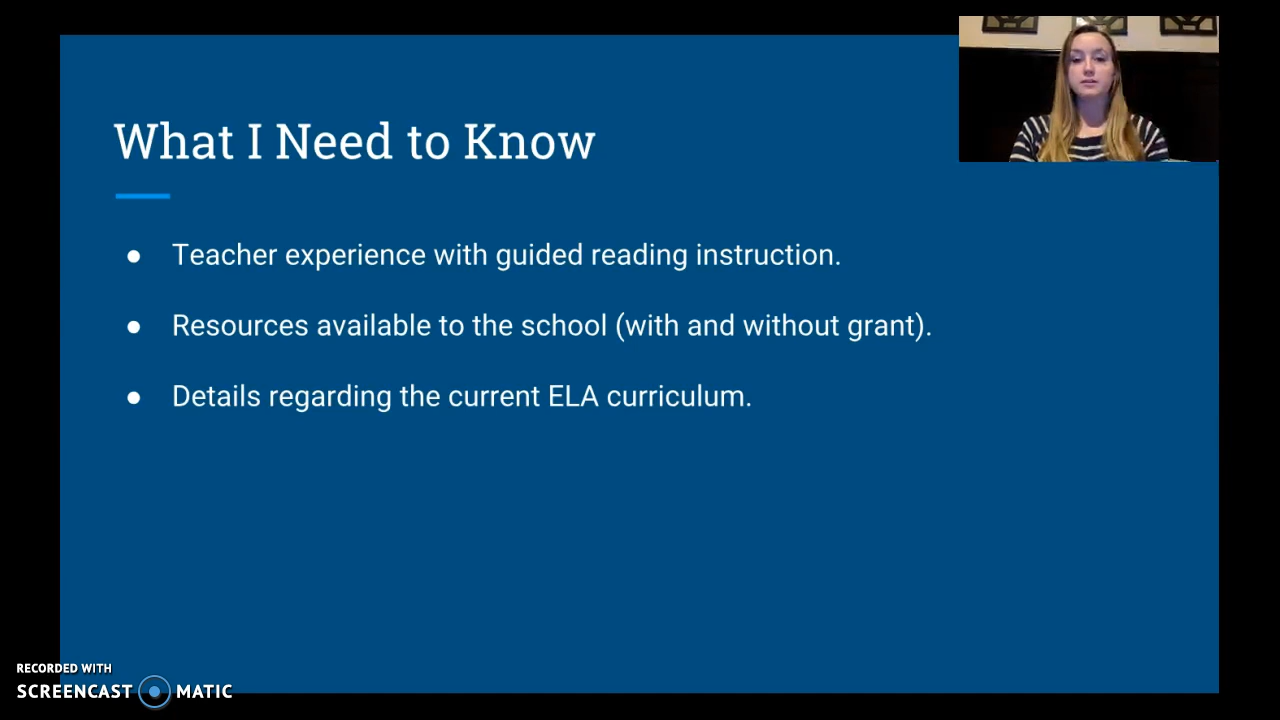 What I Need to Know
● Teacher experience with guided reading instruction.
● Resources available to the school (with and without grant).
● Details regarding the current ELA curriculum.
RECORDED WITH
SCREENCAST MATIC